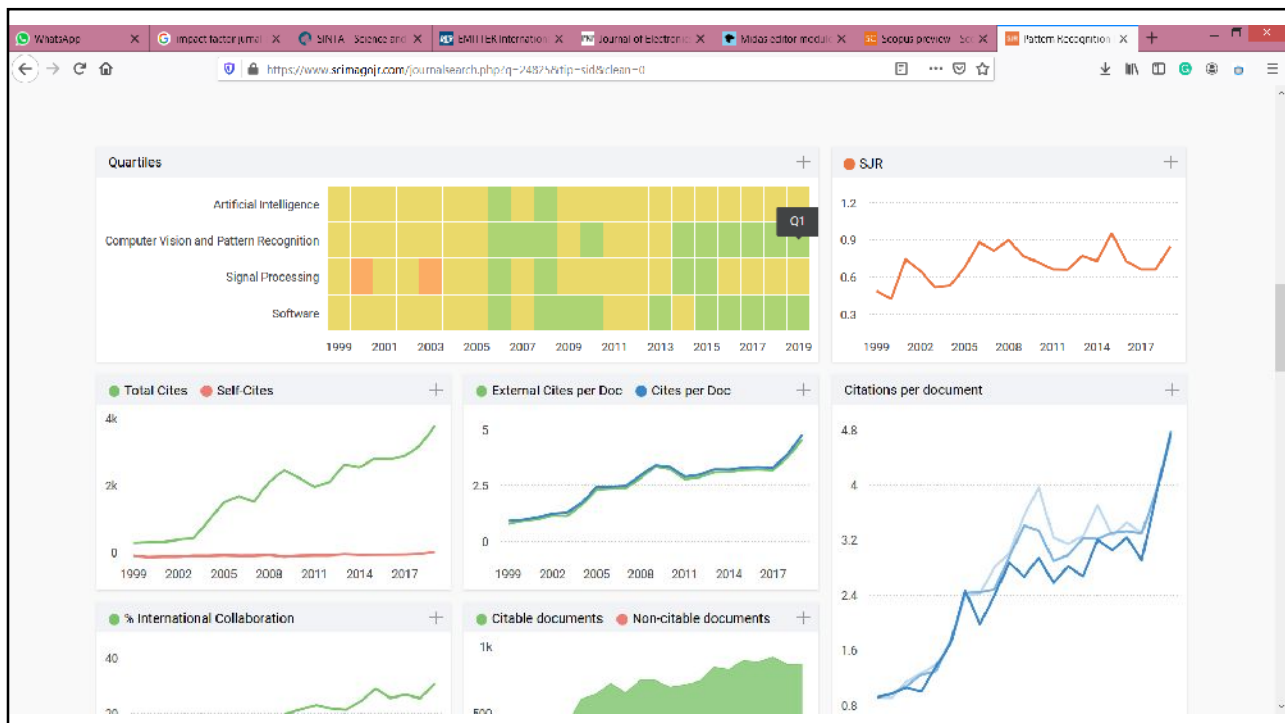 WhatsApp impact factor jurnal SINTA - Science and EMITTER Internation Journal of Electronic Midas editor module Scopus preview - Sco Pattern Recognition
https://www.scimagojr.com/journalsearch.php?q=24825&tip=sid&clean=0
Quartiles
Artificial Intelligence
Computer Vision and Pattern Recognition
Signal Processing
Software
Q1
1999 2001 2003 2005 2007 2009 2011 2013 2015 2017 2019
SJR
1.2
0.9
0.6
0.3
1999 2002 2005 2008 2011 2014 2017
Total Cites Self-Cites
4k
2k
0
1999 2002 2005 2008 2011 2014 2017
External Cites per Doc Cites per Doc
5
2.5
0
1999 2002 2005 2008 2011 2014 2017
Citations per document
4.8
4
3.2
2.4
1.6
0.8
% International Collaboration
40
20
Citable documents Non-citable documents
1k
500